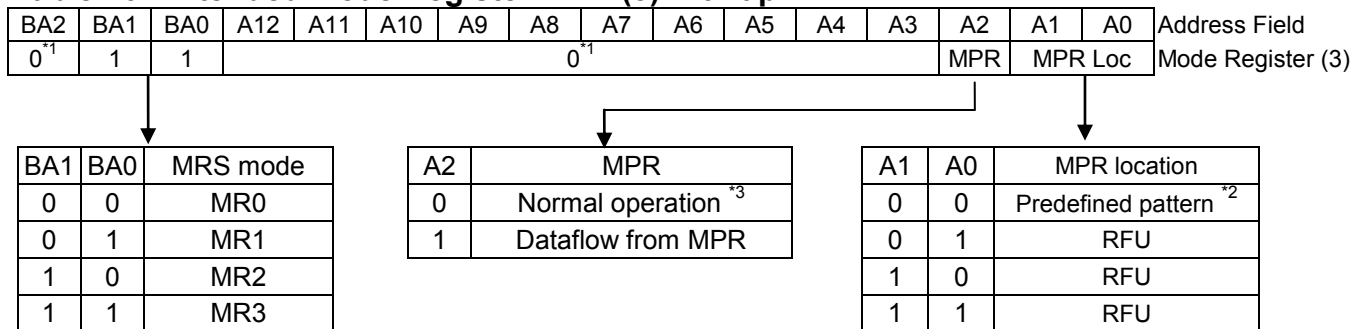 BA2 BA1 BA0 A12 A11 A10 A9 A8 A7 A6 A5 A4 A3 A2 A1 A0 Address Field
0*1 1 1 0*1 MPR MPR Loc Mode Register (3)
BA1 BA0 MRS mode
0 0 MR0
0 1 MR1
1 0 MR2
1 1 MR3
A2 MPR
0 Normal operation *3
1 Dataflow from MPR
A1 A0 MPR location
0 0 Predefined pattern *2
0 1 RFU
1 0 RFU
1 1 RFU